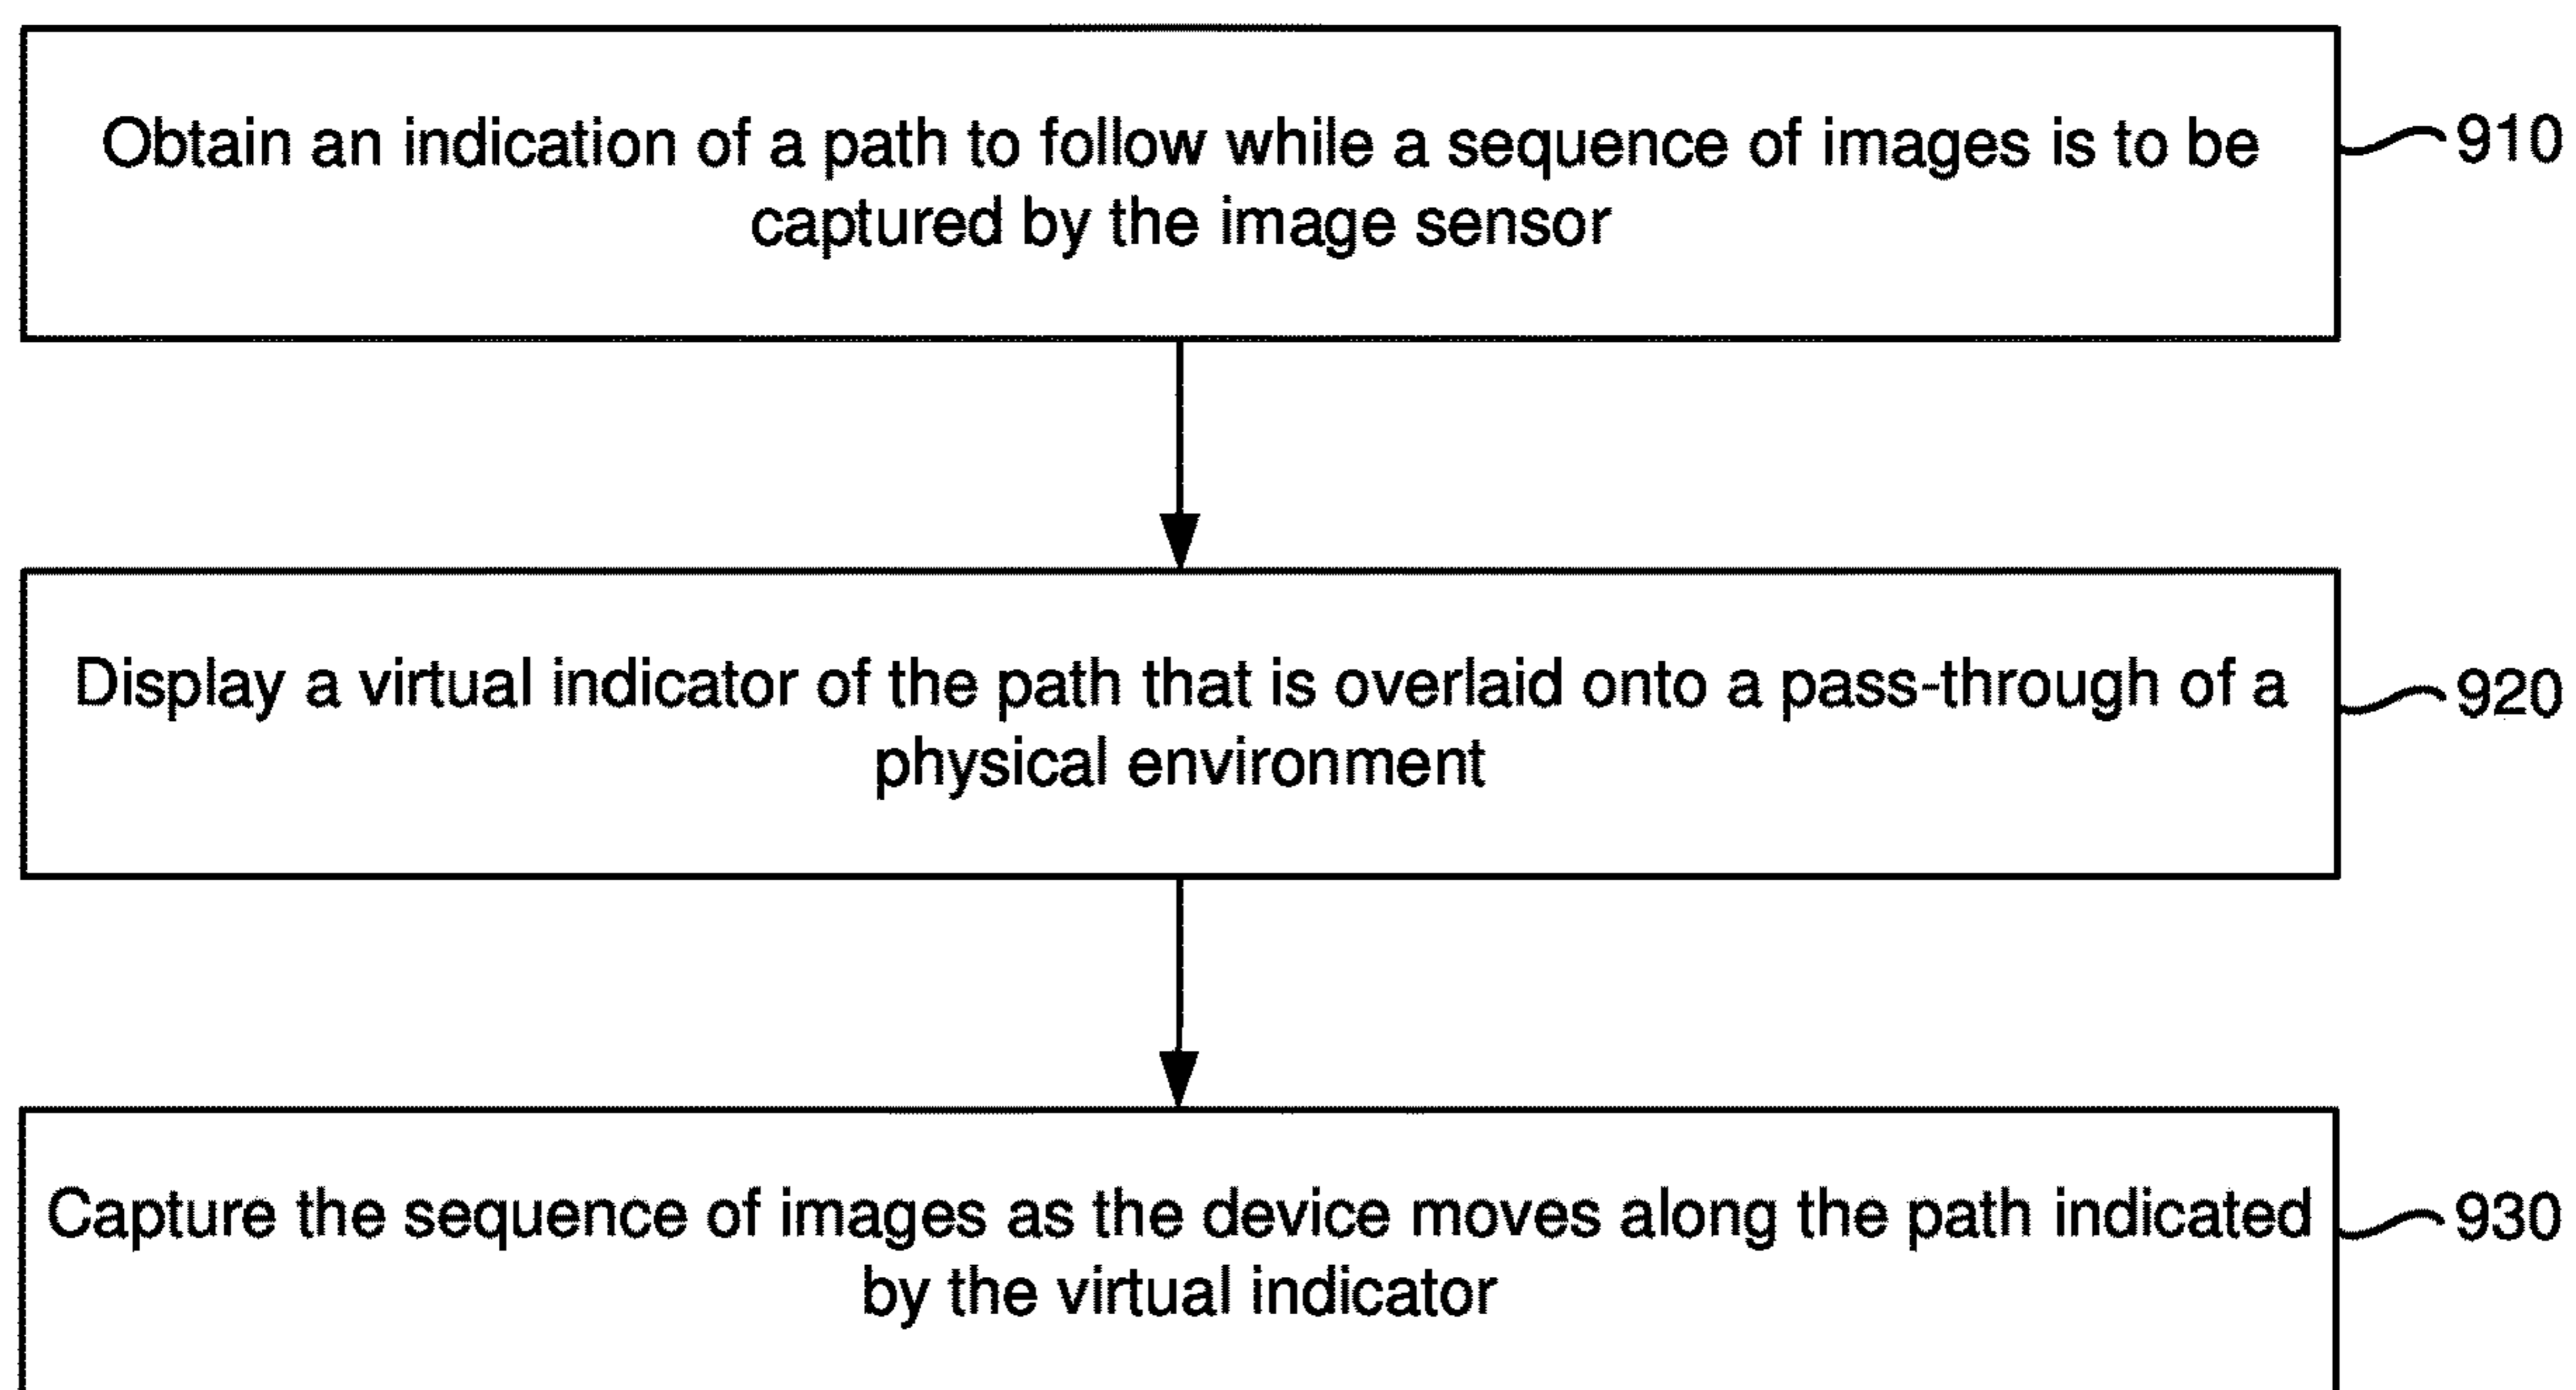 Obtain an indication of a path to follow while a sequence of images is to be
captured by the image sensor
910
Display a virtual indicator of the path that is overlaid onto a pass-through of a
physical environment
920
Capture the sequence of images as the device moves along the path indicated
by the virtual indicator
930